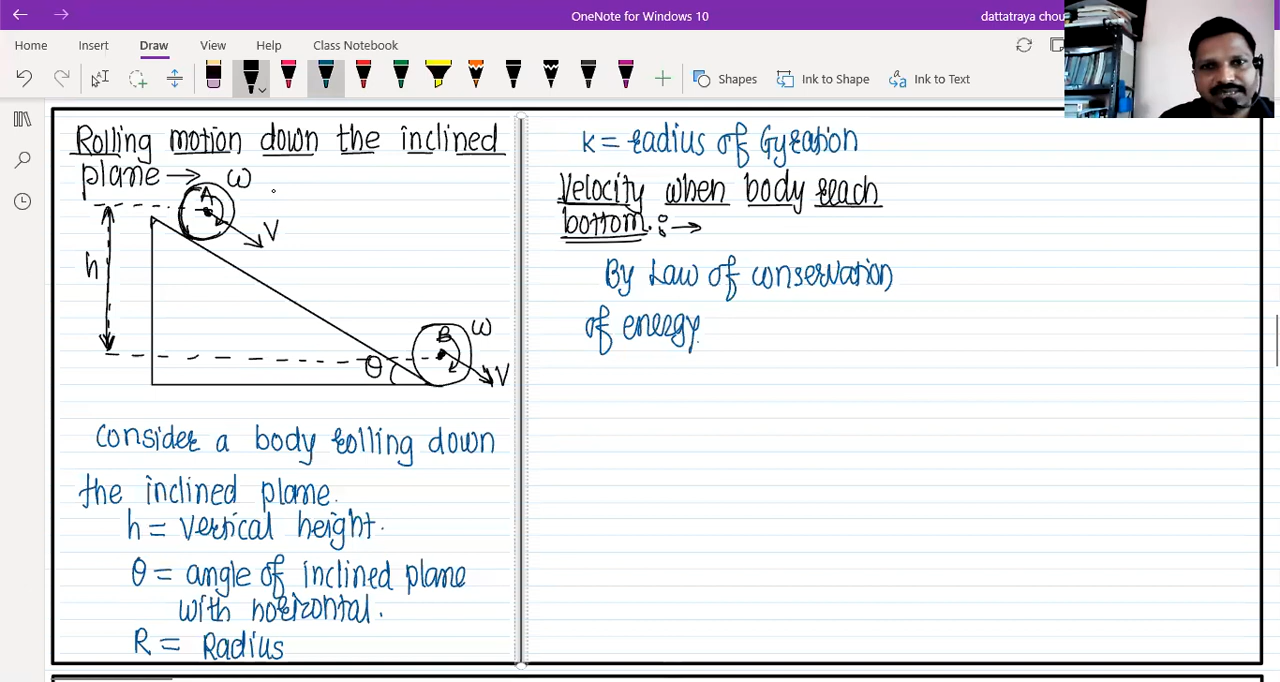 OneNote for Windows 10
dattatraya chou
Home Insert Draw View Help Class Notebook
Shapes Ink to Shape Ink to Text
Rolling motion down the inclined
plane →
ω
A
V
h
θ
B
ω
V
Consider a body rolling down
the inclined plane.
h = vertical height.
θ = angle of inclined plane
with horizontal.
R = Radius
K = radius of Gyration
Velocity when body reach
bottom :→
By Law of conservation
of energy.